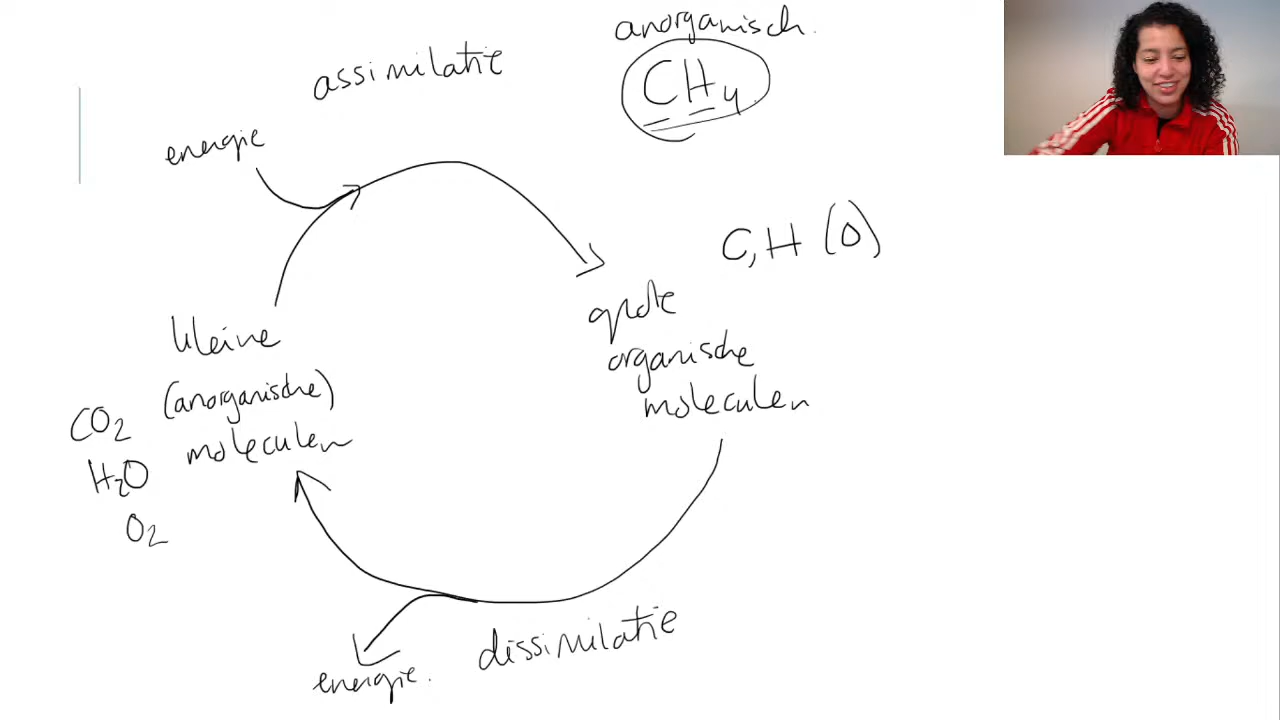 anorganisch.
CH4
assimilatie
energie
C, H (O)
grote
organische
moleculen
kleine
(anorganische)
moleculen
CO2
H2O
O2
dissimilatie
energie.